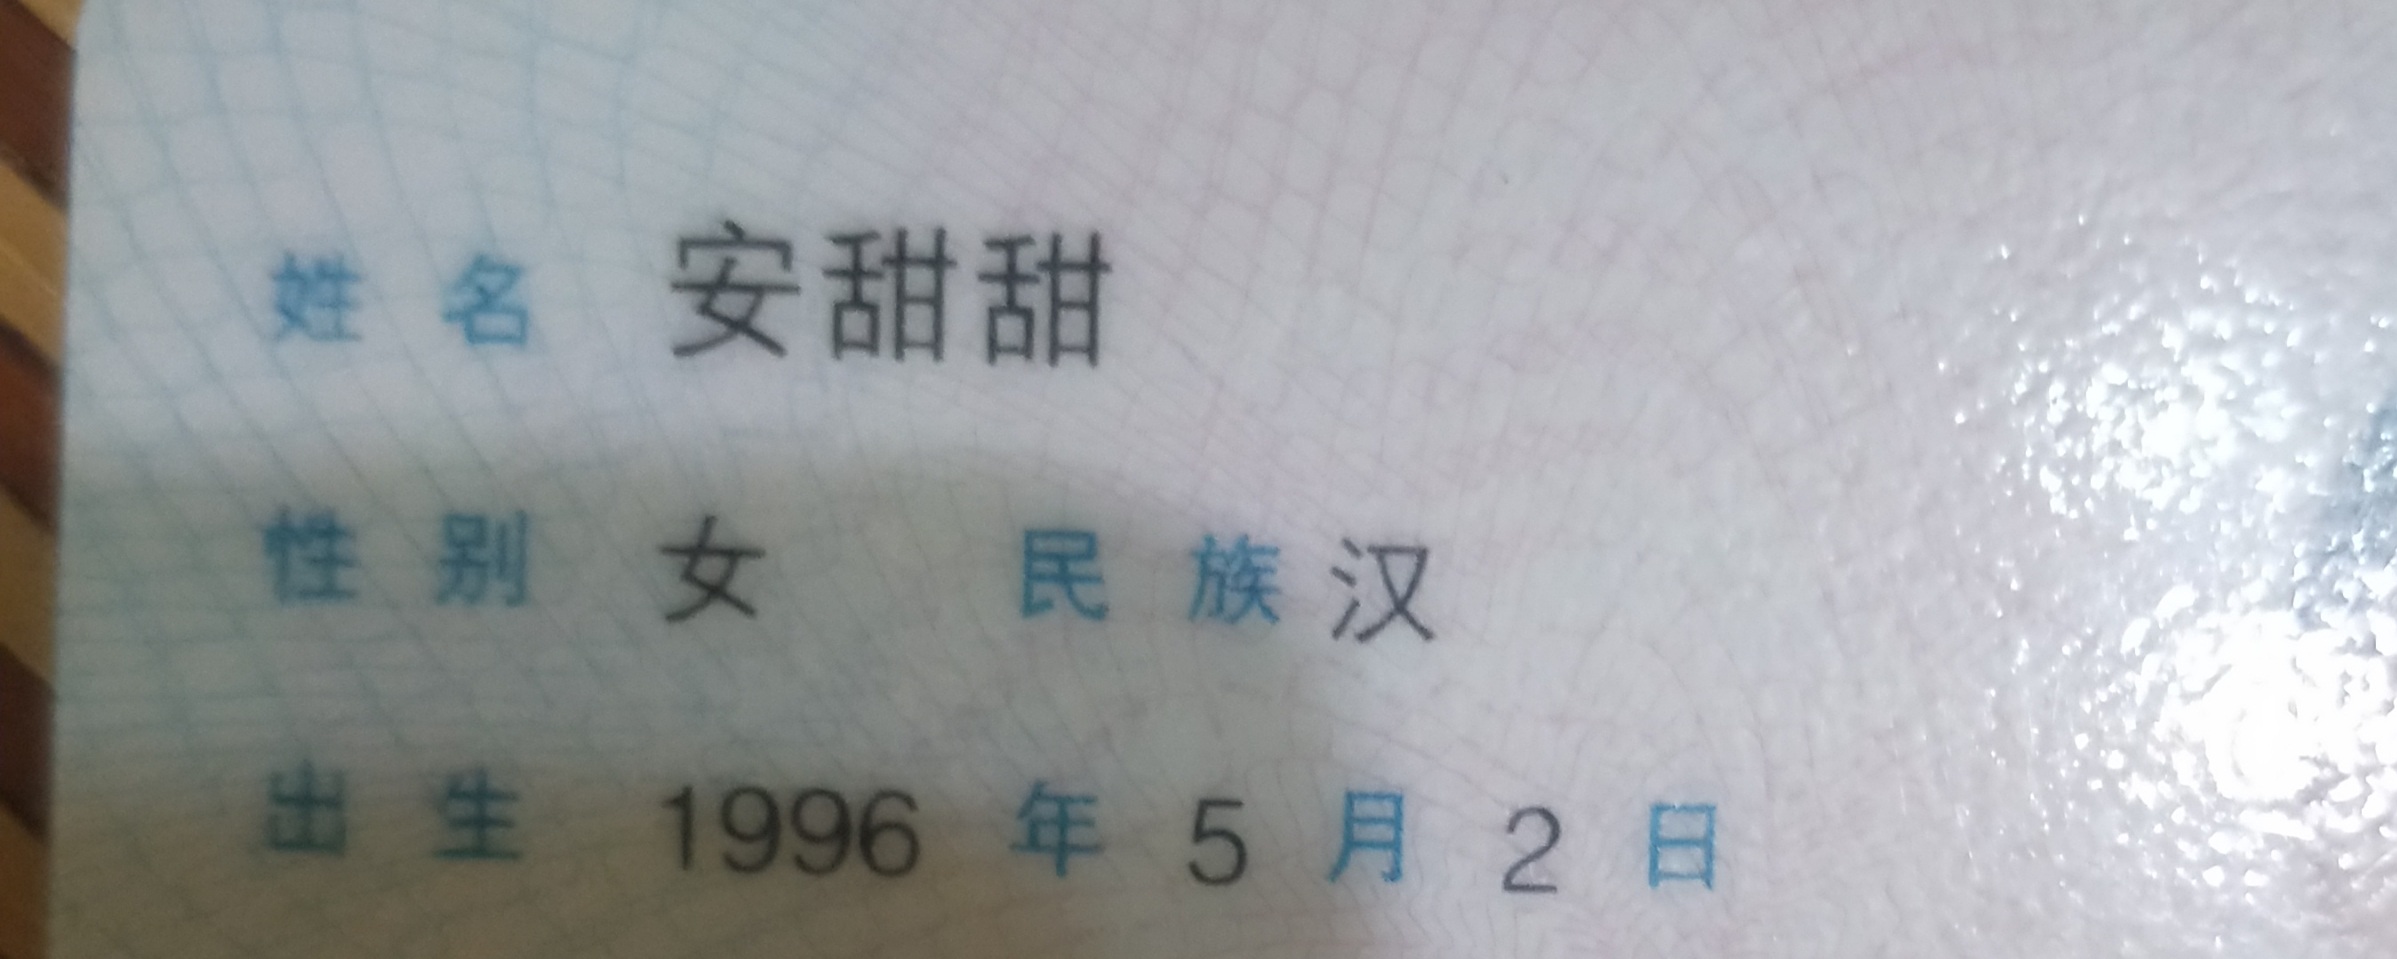 姓名 安甜甜
性别 女 民族 汉
出生 1996 年 5 月 2 日